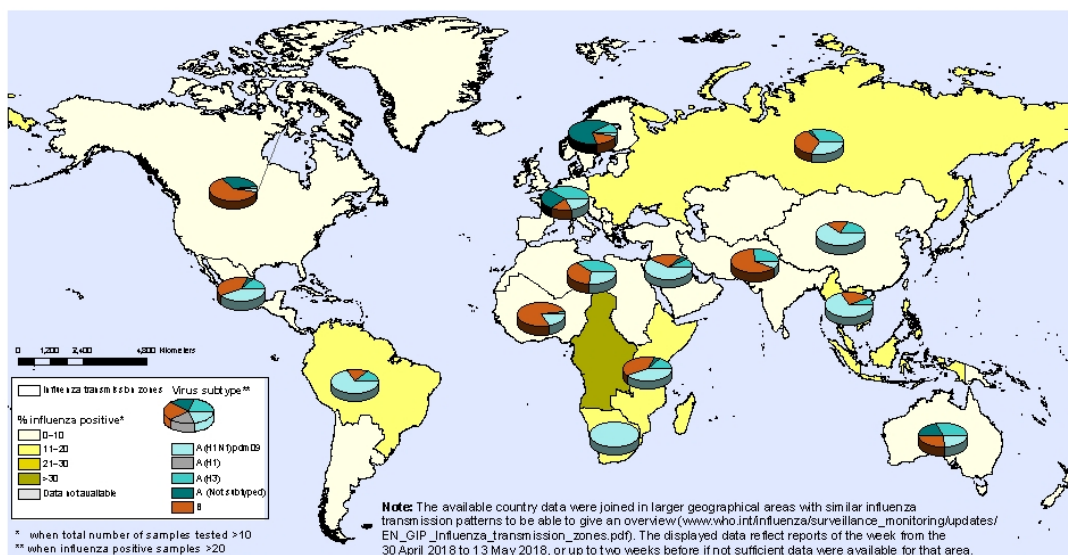 0 1,200 2,400 4,800 Kilometers
Influenza transmission zones
Virus subtype**
% influenza positive*
0-10
11-20
21-30
>30
Data not available
A(H1N1)pdm09
A(H1)
A(H3)
A (Not subtyped)
B
* when total number of samples tested >10
** when influenza positive samples >20
Note: The available country data were joined in larger geographical areas with similar influenza
transmission patterns to be able to give an overview (www.who.int/influenza/surveillance_monitoring/updates/
EN_GIP_Influenza_transmission_zones.pdf). The displayed data reflect reports of the week from the
30 April 2018 to 13 May 2018, or up to two weeks before if not sufficient data were available for that area.